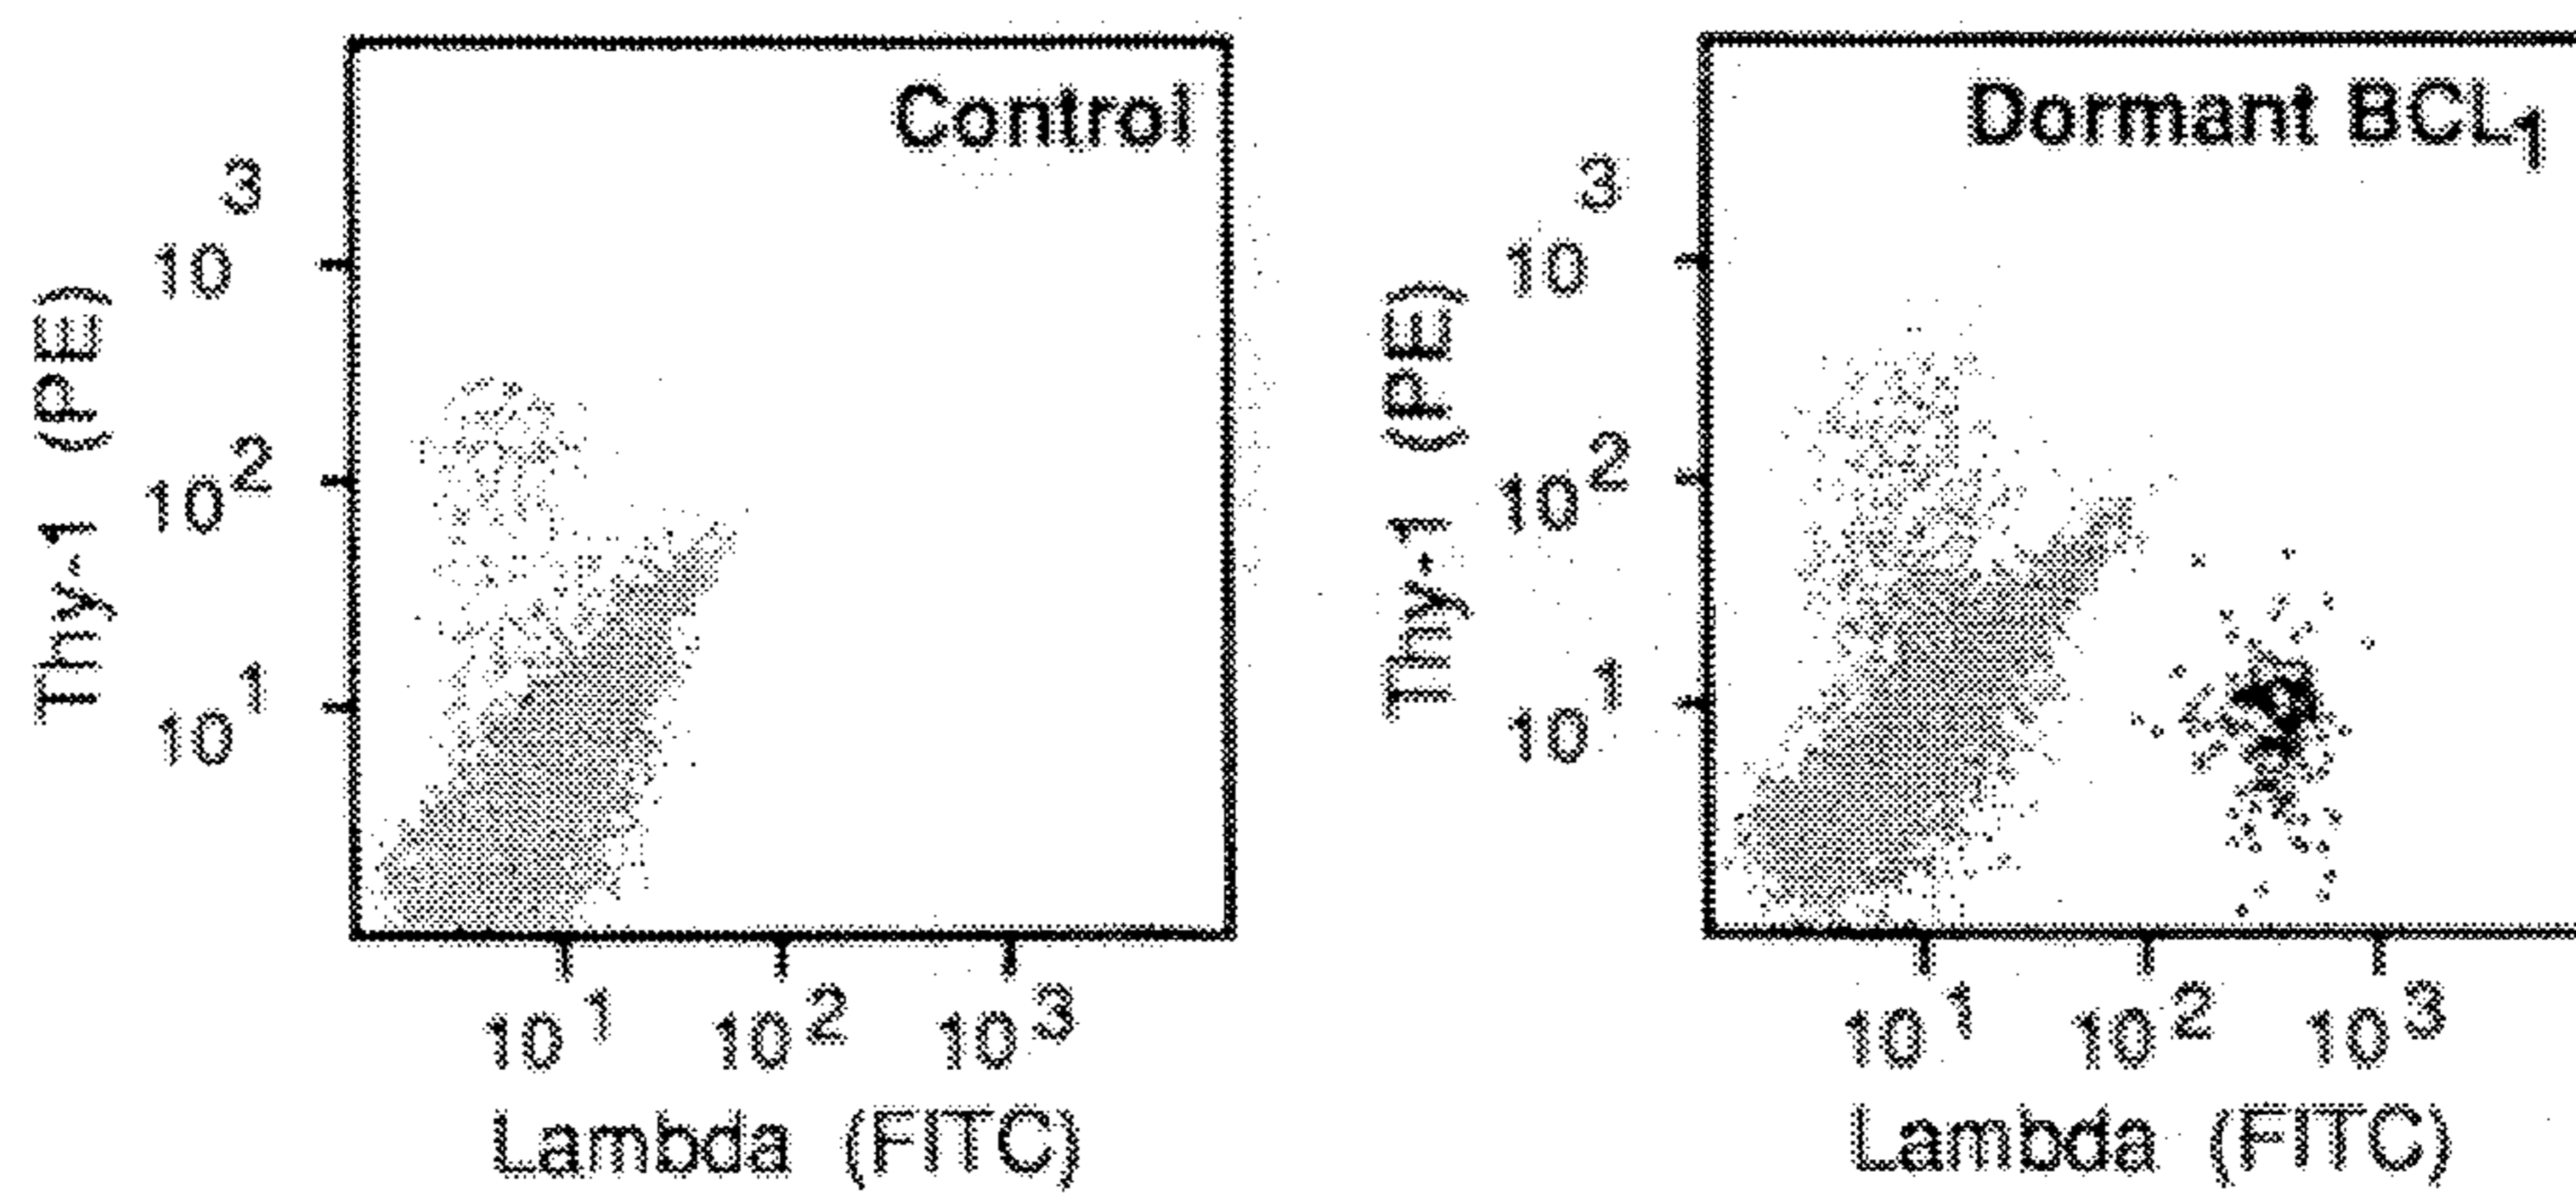 Control
Thy-1 (PE)
10^3
10^2
10^1
10^1 10^2 10^3
Lambda (FITC)
Dormant BCL1
Thy-1 (PE)
10^3
10^2
10^1
10^1 10^2 10^3
Lambda (FITC)